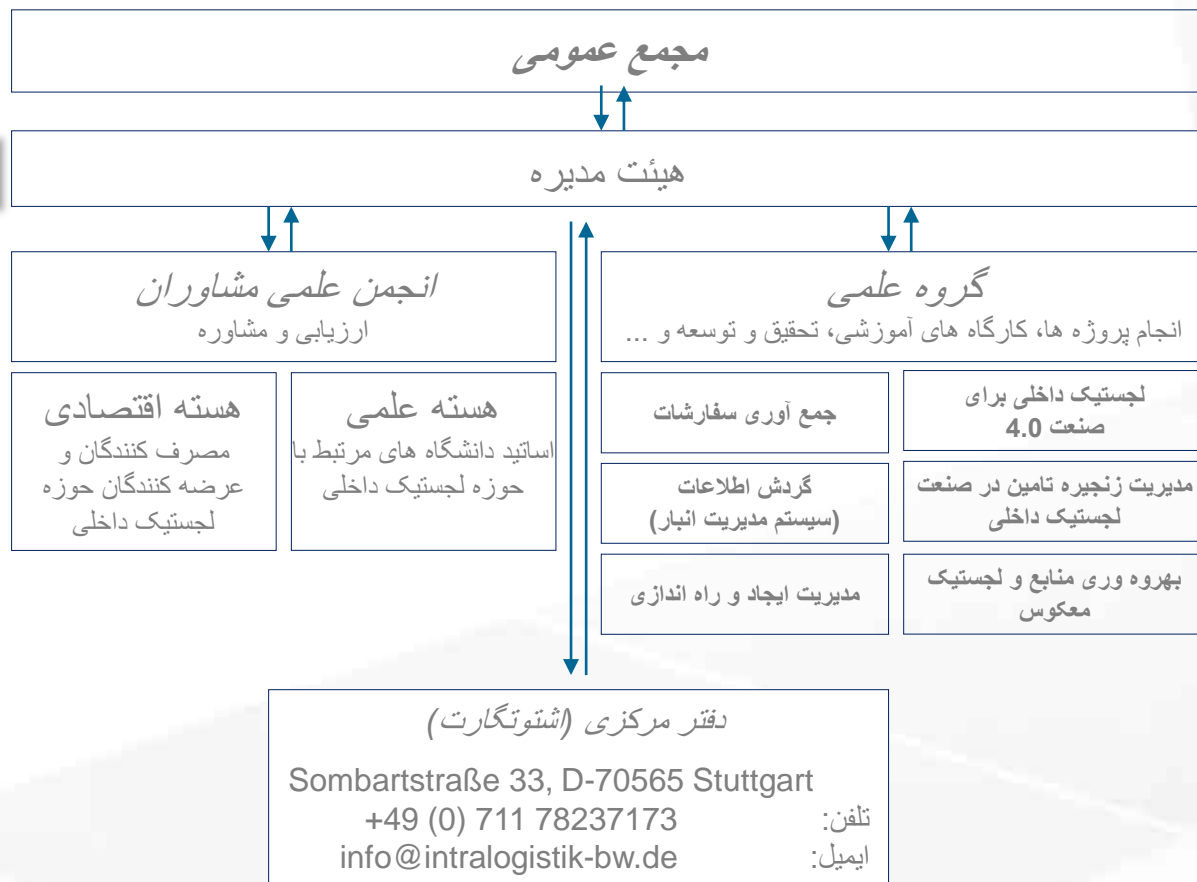 مجمع عمومی
هیئت مدیره
گروه علمی
انجام پروژه ها، کارگاه های آموزشی، تحقیق و توسعه و ...
انجمن علمی مشاوران
ارزیابی و مشاوره
لجستیک داخلی برای
صنعت 4.0
جمع آوری سفارشات
مدیریت زنجیره تامین در صنعت
لجستیک داخلی
گردش اطلاعات
(سیستم مدیریت انبار)
بهروه وری منابع و لجستیک
معکوس
مدیریت ایجاد و راه اندازی
هسته علمی
اساتید دانشگاه های مرتبط با
حوزه لجستیک داخلی
هسته اقتصادی
مصرف کنندگان و
عرضه کنندگان حوزه
لجستیک داخلی
دفتر مرکزی (اشتوتگارت)
Sombartstraße 33, D-70565 Stuttgart
تلفن: +49 (0) 711 78237173
ایمیل: info@intralogistik-bw.de